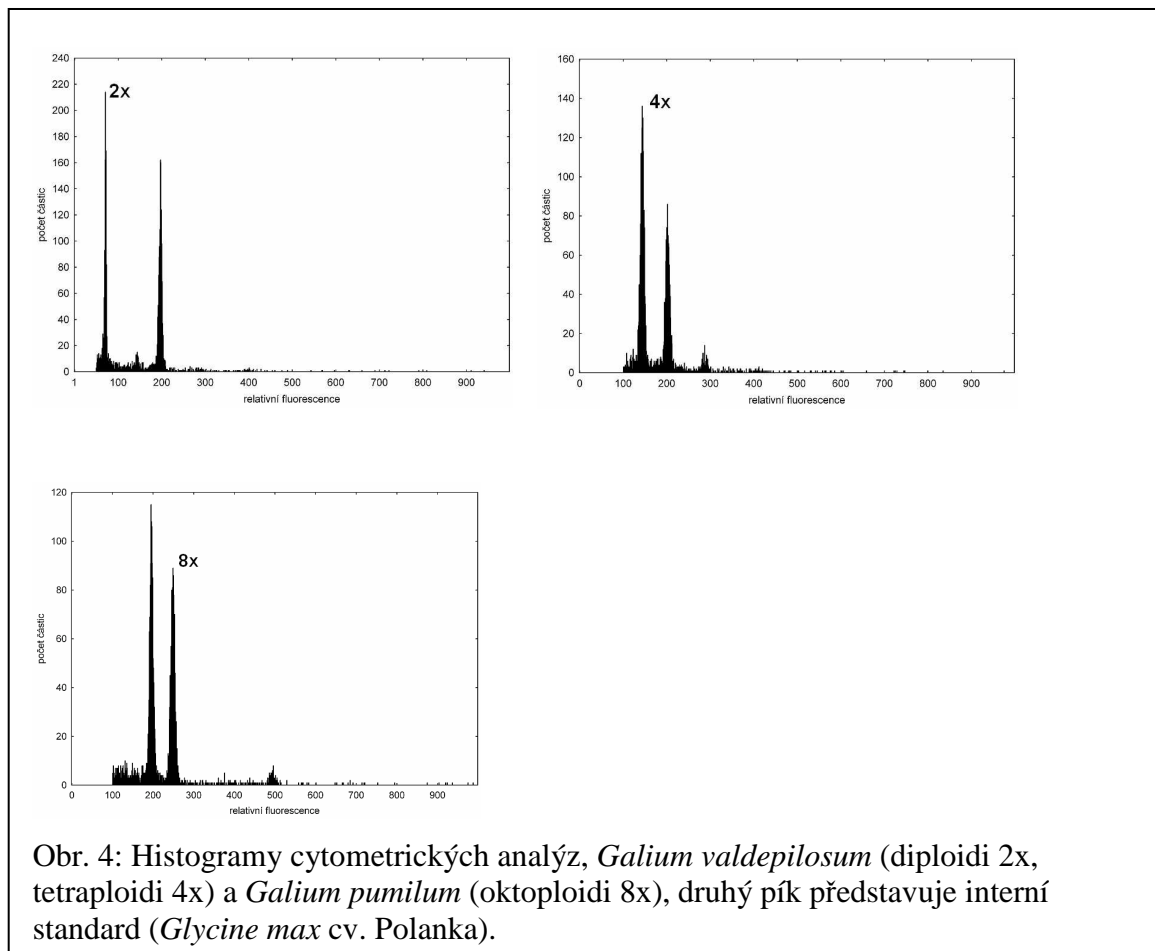 240
220
200
180
160
140
120
100
80
60
40
20
0
počet částic
2x
1 100 200 300 400 500 600 700 800 900
relativní fluorescence
160
140
120
100
80
60
40
20
0
počet částic
4x
0 100 200 300 400 500 600 700 800 900
relativní fluorescence
120
100
80
60
40
20
0
počet částic
8x
0 100 200 300 400 500 600 700 800 900
relativní fluorescence
Obr. 4: Histogramy cytometrických analýz, Galium valdepilosum (diploidi 2x,
tetraploidi 4x) a Galium pumilum (oktoploidi 8x), druhý pík představuje interní
standard (Glycine max cv. Polanka).